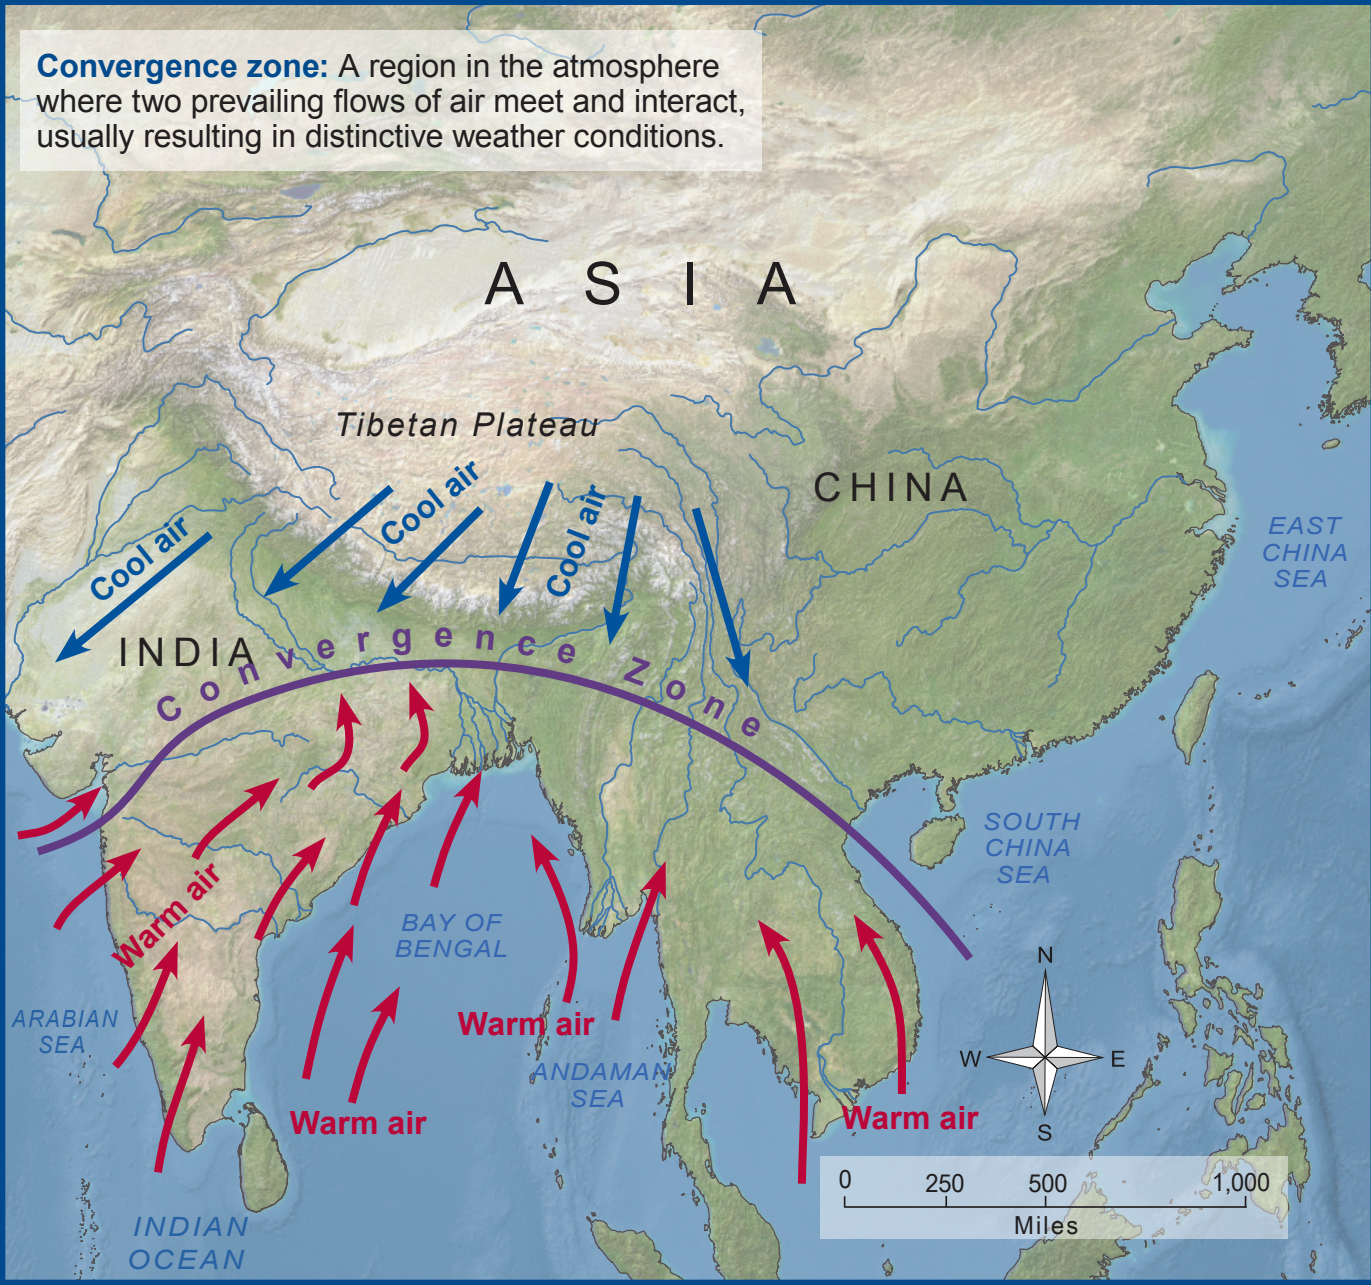 Convergence zone: A region in the atmosphere
where two prevailing flows of air meet and interact,
usually resulting in distinctive weather conditions.
ASIA
Tibetan Plateau
CHINA
Cool air
Cool air
Cool air
EAST
CHINA
SEA
INDIA
Convergence Zone
SOUTH
CHINA
SEA
Warm air
BAY OF
BENGAL
ARABIAN
SEA
Warm air
ANDAMAN
SEA
Warm air
Warm air
N
W
E
S
0 250 500 1,000
Miles
INDIAN
OCEAN